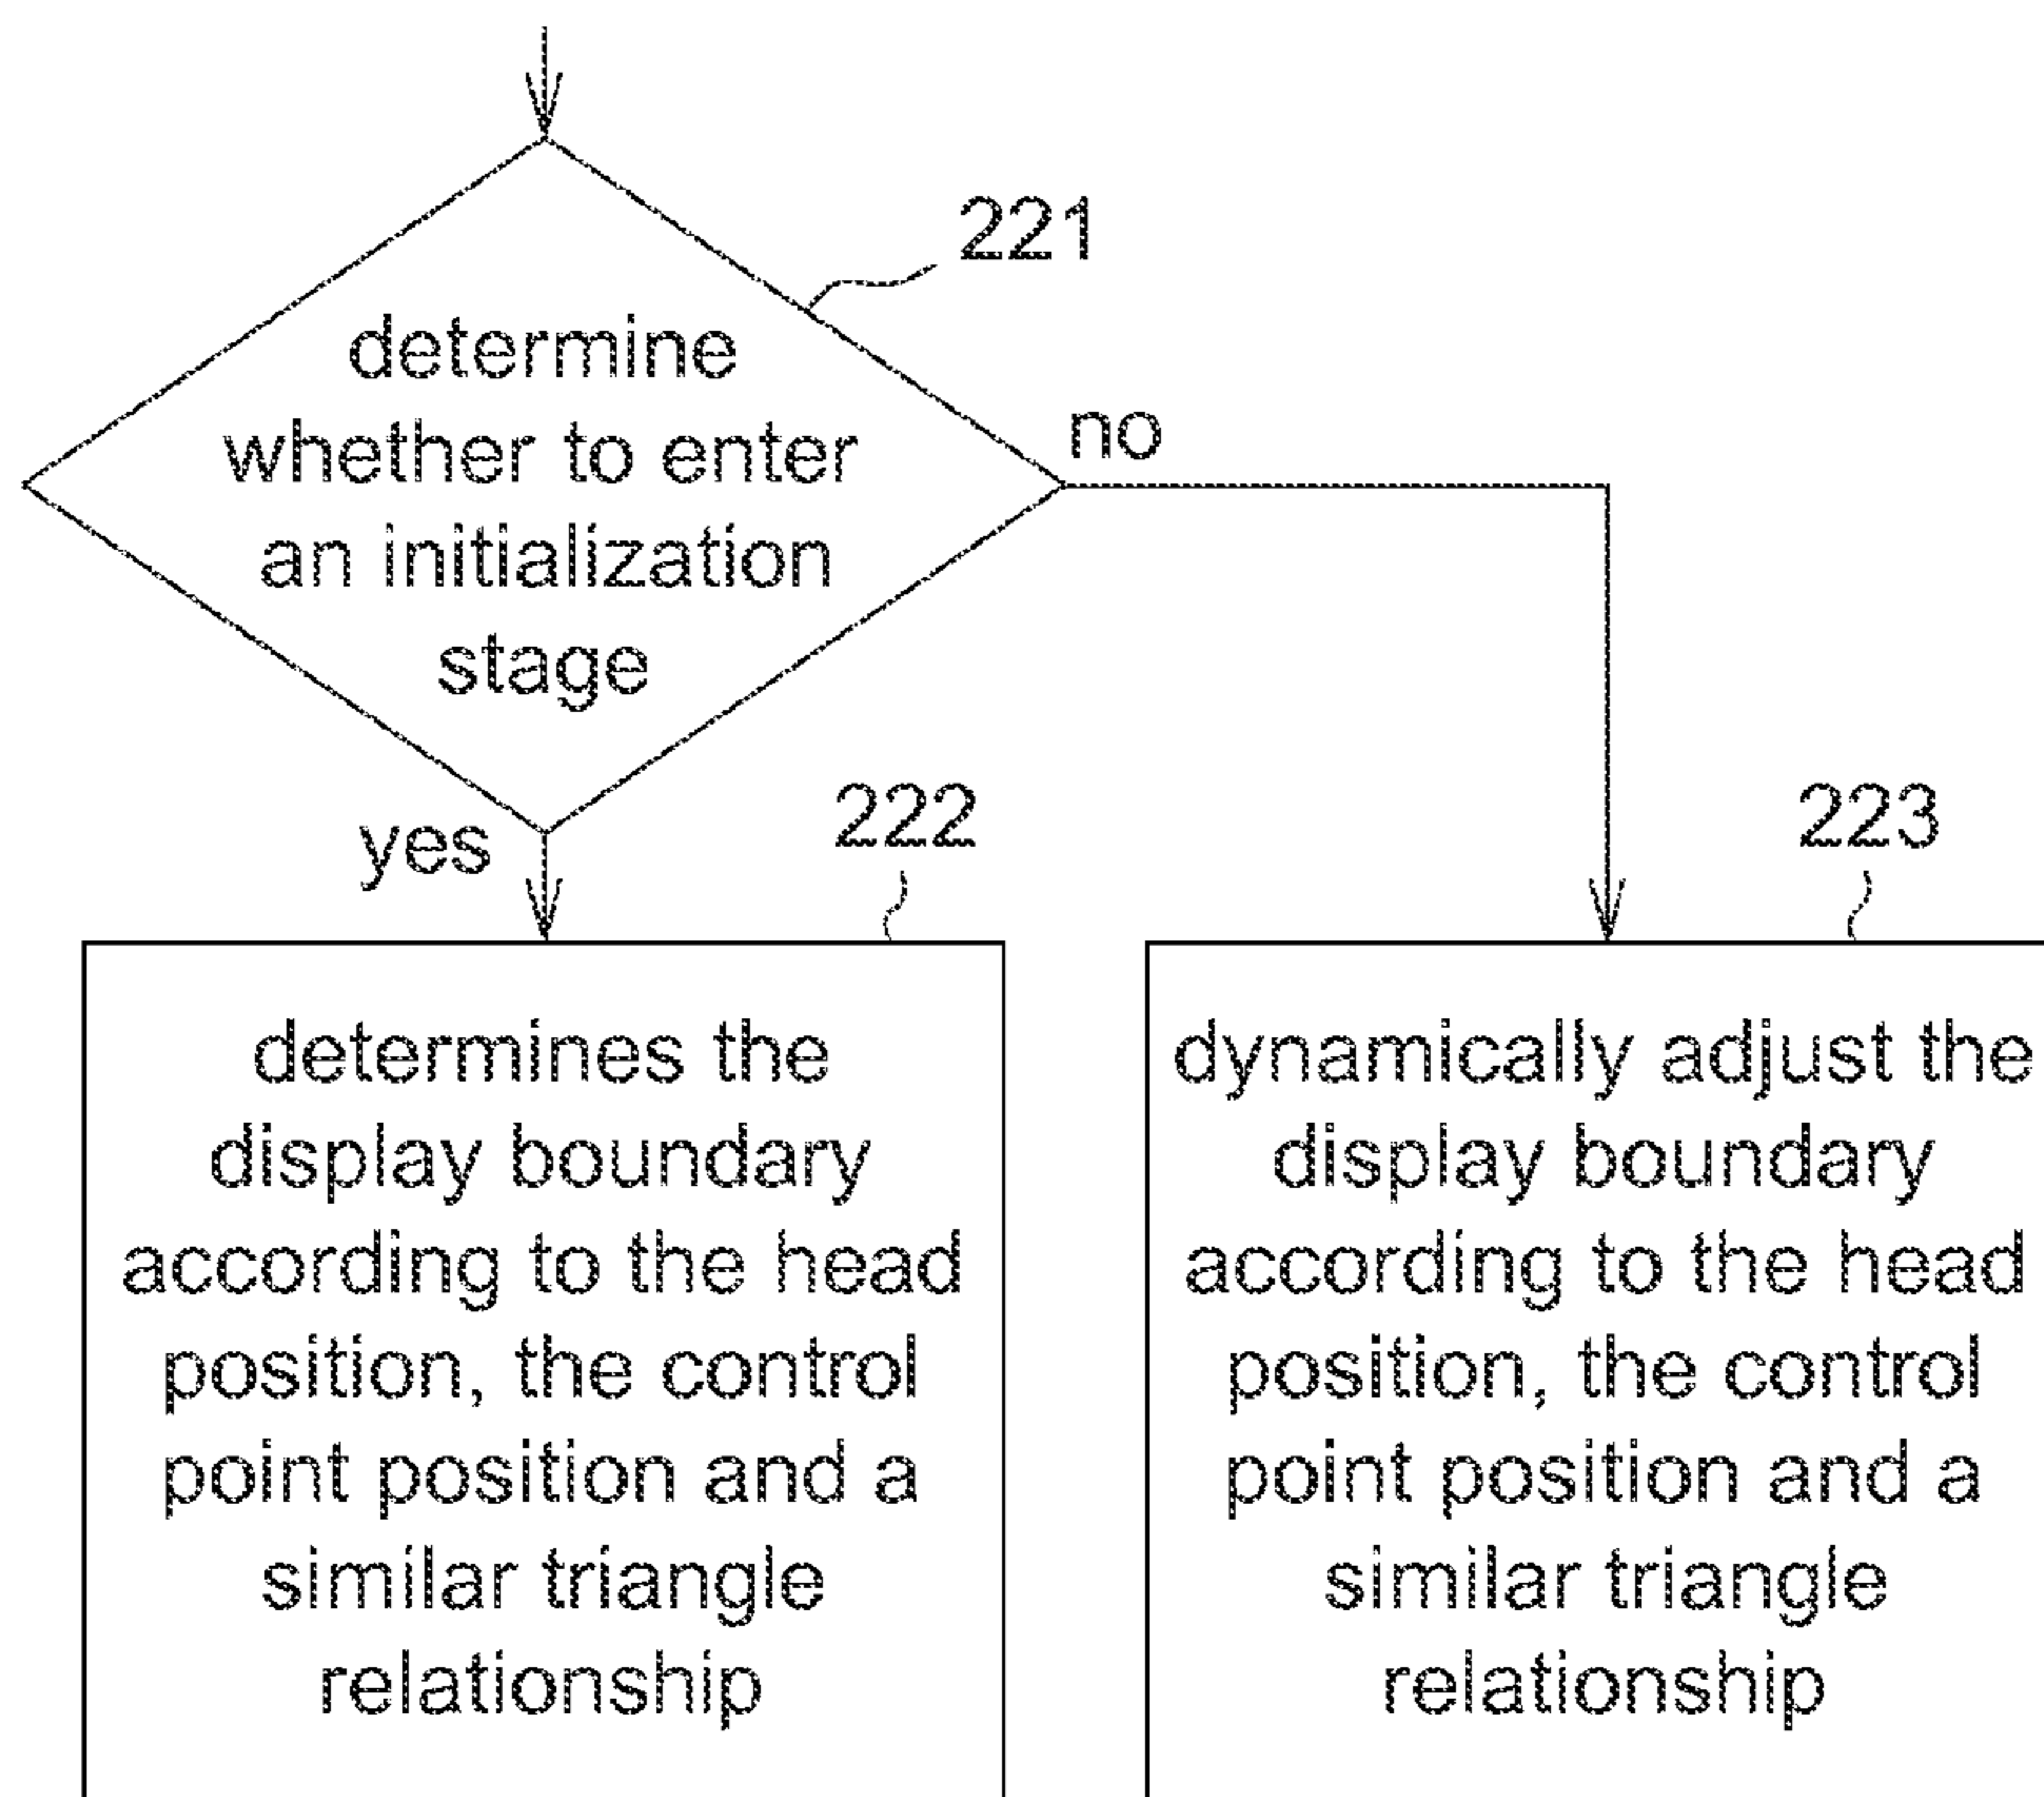 221
determine
whether to enter
an initialization
stage
no
yes
222
223
determines the
display boundary
according to the head
position, the control
point position and a
similar triangle
relationship
dynamically adjust the
display boundary
according to the head
position, the control
point position and a
similar triangle
relationship